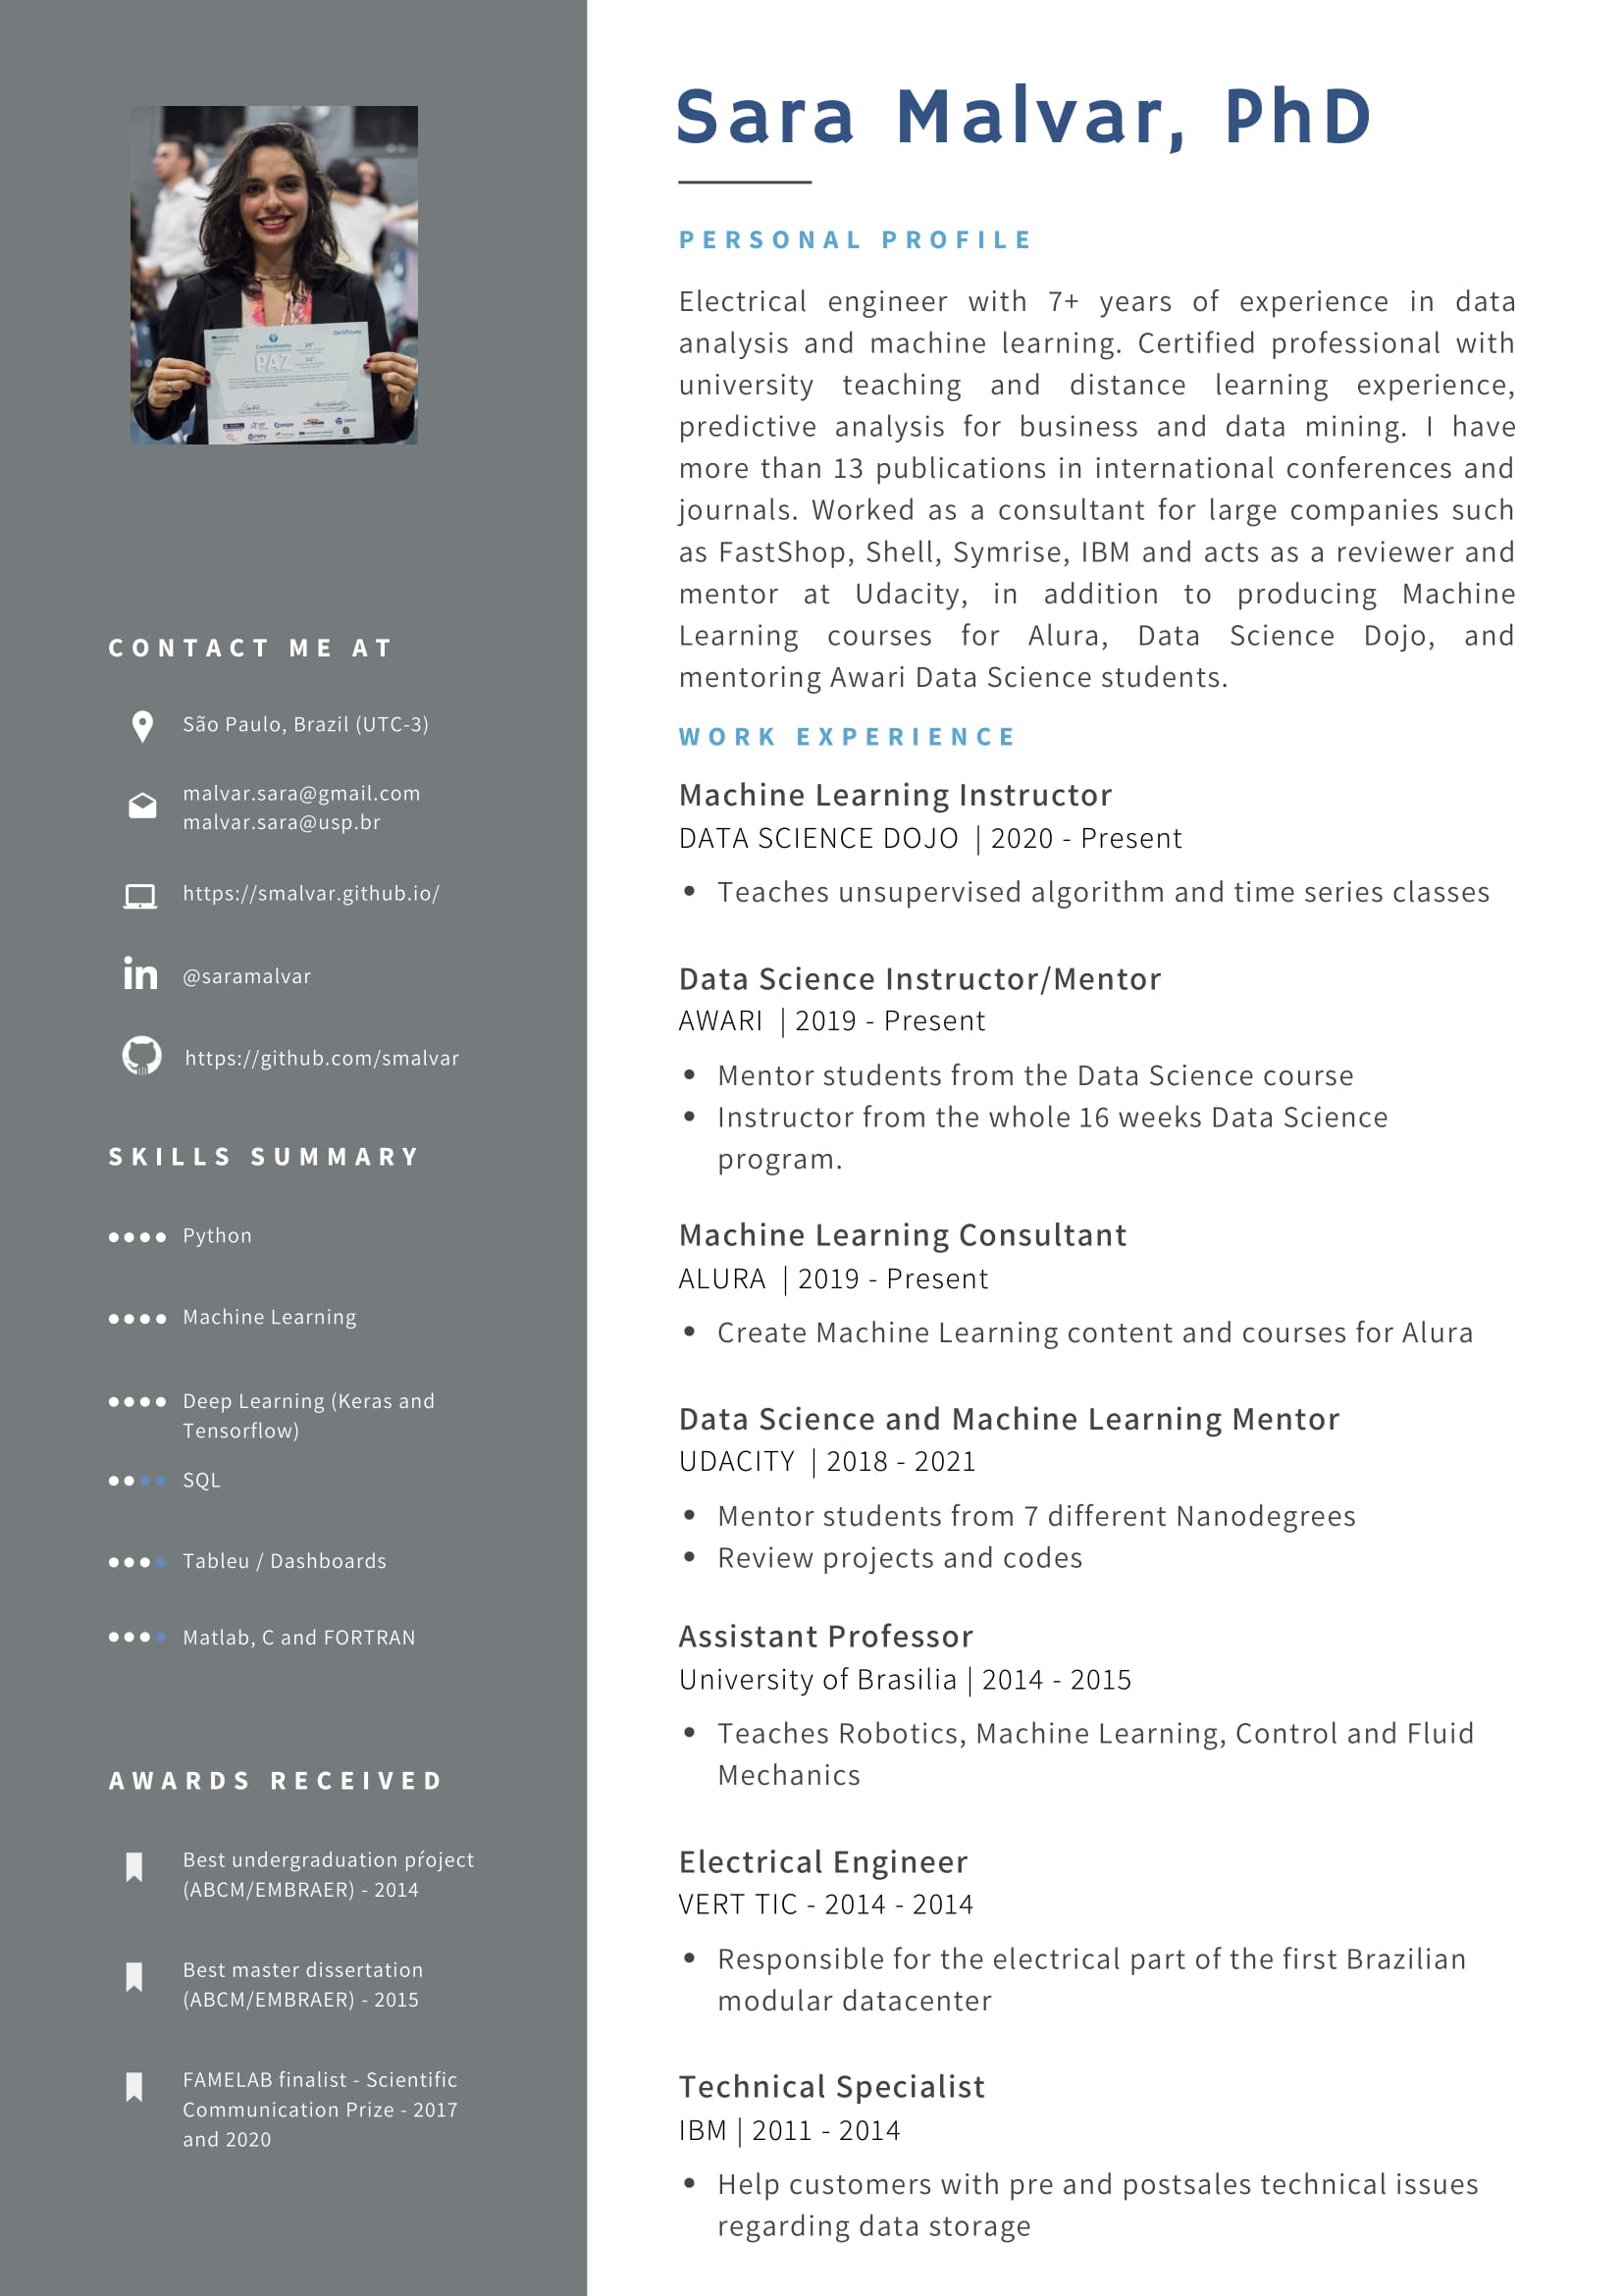 Certificado
Conhecimento
PAZ
CONTACT ME AT
São Paulo, Brazil (UTC-3)
malvar.sara@gmail.com
malvar.sara@usp.br
https://smalvar.github.io/
in @saramalvar
https://github.com/smalvar
SKILLS SUMMARY
Python
Machine Learning
Deep Learning (Keras and
Tensorflow)
SQL
Tableu / Dashboards
Matlab, C and FORTRAN
AWARDS RECEIVED
Best undergraduation pŕoject
(ABCM/EMBRAER) - 2014
Best master dissertation
(ABCM/EMBRAER) - 2015
FAMELAB finalist - Scientific
Communication Prize - 2017
and 2020
Sara Malvar, PhD
PERSONAL PROFILE
Electrical engineer with 7+ years of experience in data
analysis and machine learning. Certified professional with
university teaching and distance learning experience,
predictive analysis for business and data mining. I have
more than 13 publications in international conferences and
journals. Worked as a consultant for large companies such
as FastShop, Shell, Symrise, IBM and acts as a reviewer and
mentor at Udacity, in addition to producing Machine
Learning courses for Alura, Data Science Dojo, and
mentoring Awari Data Science students.
WORK EXPERIENCE
Machine Learning Instructor
DATA SCIENCE DOJO | 2020 - Present
• Teaches unsupervised algorithm and time series classes
Data Science Instructor/Mentor
AWARI | 2019 - Present
• Mentor students from the Data Science course
• Instructor from the whole 16 weeks Data Science
program.
Machine Learning Consultant
ALURA | 2019 - Present
• Create Machine Learning content and courses for Alura
Data Science and Machine Learning Mentor
UDACITY | 2018 - 2021
• Mentor students from 7 different Nanodegrees
• Review projects and codes
Assistant Professor
University of Brasilia | 2014 - 2015
• Teaches Robotics, Machine Learning, Control and Fluid
Mechanics
Electrical Engineer
VERT TIC - 2014 - 2014
• Responsible for the electrical part of the first Brazilian
modular datacenter
Technical Specialist
IBM | 2011 - 2014
• Help customers with pre and postsales technical issues
regarding data storage